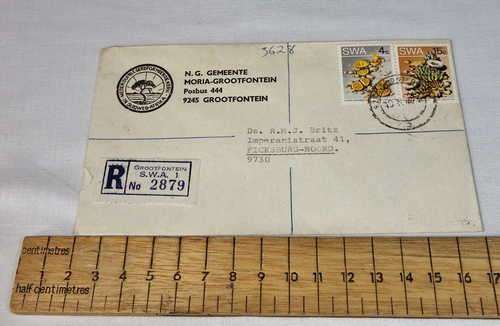 3628
N. G. GEMEENTE
MORIA-GROOTFONTEIN
Posbus 444
9245 GROOTFONTEIN
SWA 4c
SWA 15c
Ds. R.M.J. Britz
Imperanistraat 41,
FICKSBURG-NOORD.
9730
R
GROOTFONTEIN
S.W.A. 1
No 2879
centimetres
1 2 3 4 5 6 7 8 9 10 11 12 13 14 15 16 17
half centimetres